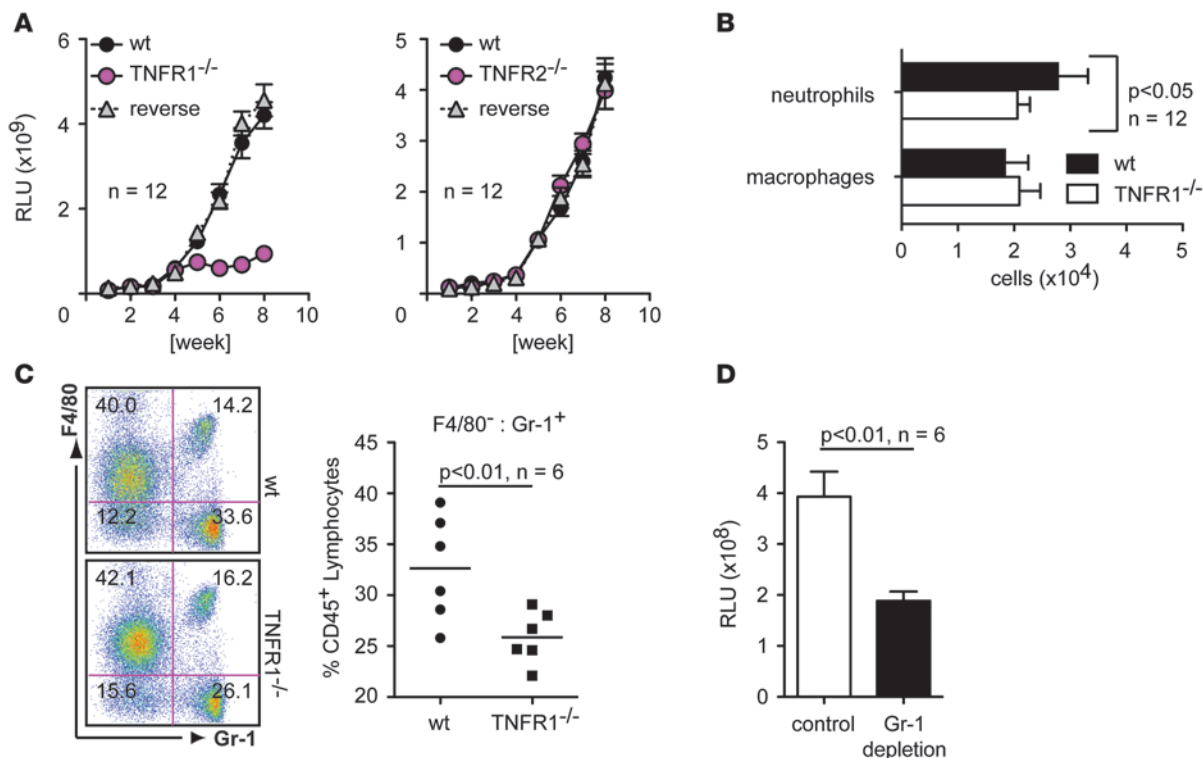 A
6
4
2
0
RLU (x10⁹)
wt
TNFR1⁻/⁻
reverse
n = 12
0 2 4 6 8 10
[week]
5
4
3
2
1
0
wt
TNFR2⁻/⁻
reverse
n = 12
0 2 4 6 8 10
[week]
B
neutrophils
macrophages
p<0.05
n = 12
wt
TNFR1⁻/⁻
0 1 2 3 4 5
cells (x10⁴)
C
F4/80
40.0 14.2
12.2 33.6
wt
42.1 16.2
15.6 26.1
TNFR1⁻/⁻
Gr-1
F4/80⁻ : Gr-1⁺
p<0.01, n = 6
% CD45⁺ Lymphocytes
45
40
35
30
25
20
wt TNFR1⁻/⁻
D
p<0.01, n = 6
RLU (x10⁸)
5
4
3
2
1
0
control Gr-1
depletion